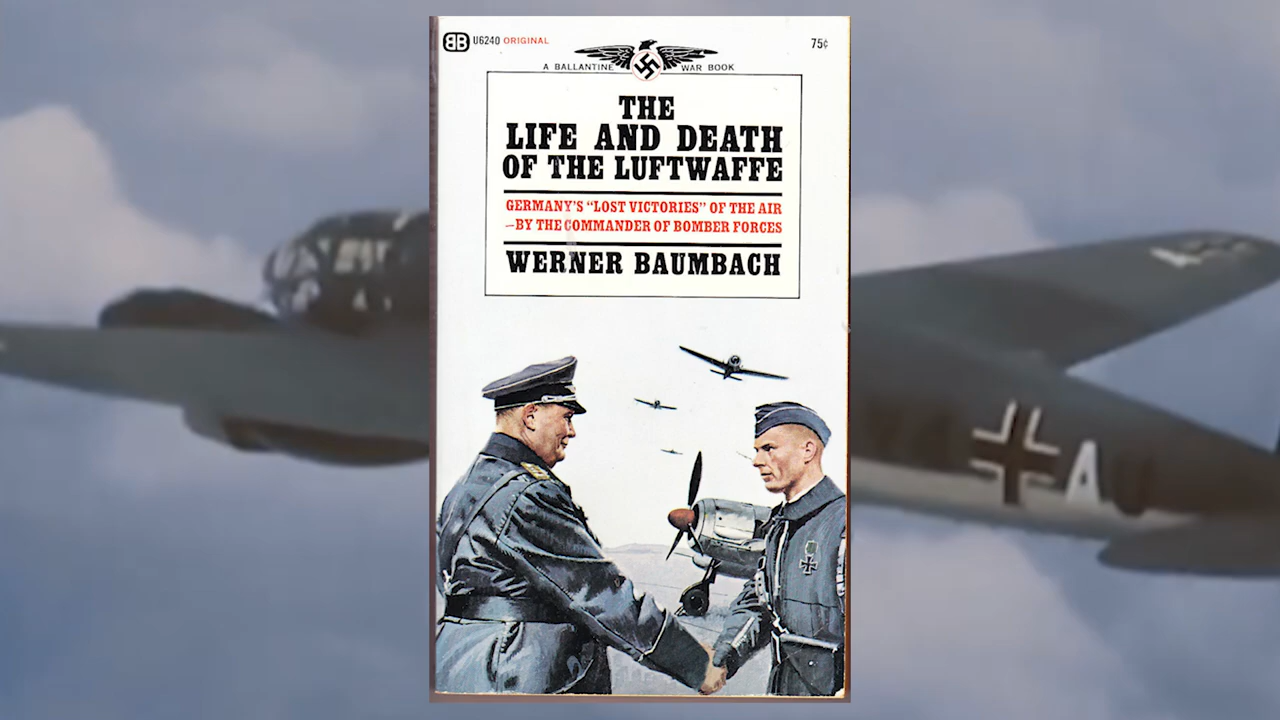 BB U6240 ORIGINAL
75¢
A BALLANTINE WAR BOOK
THE
LIFE AND DEATH
OF THE LUFTWAFFE
GERMANY'S "LOST VICTORIES" OF THE AIR
—BY THE COMMANDER OF BOMBER FORCES
WERNER BAUMBACH
A